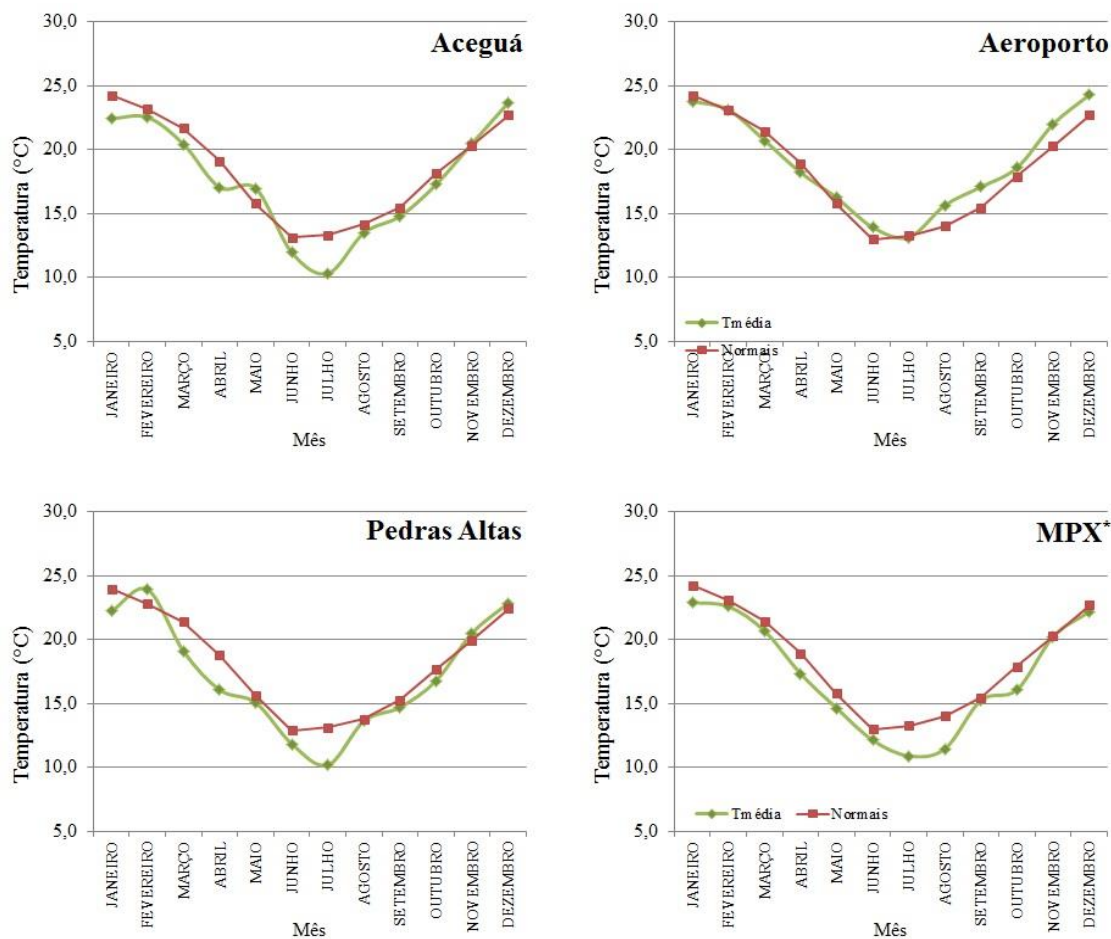 Aceguá
Temperatura (°C)
30,0
25,0
20,0
15,0
10,0
5,0
JANEIRO
FEVEREIRO
MARÇO
ABRIL
MAIO
JUNHO
JULHO
AGOSTO
SETEMBRO
OUTUBRO
NOVEMBRO
DEZEMBRO
Mês
Aeroporto
Temperatura (°C)
30,0
25,0
20,0
15,0
10,0
5,0
Tmédia
Normais
JANEIRO
FEVEREIRO
MARÇO
ABRIL
MAIO
JUNHO
JULHO
AGOSTO
SETEMBRO
OUTUBRO
NOVEMBRO
DEZEMBRO
Mês
Pedras Altas
Temperatura (°C)
30,0
25,0
20,0
15,0
10,0
5,0
JANEIRO
FEVEREIRO
MARÇO
ABRIL
MAIO
JUNHO
JULHO
AGOSTO
SETEMBRO
OUTUBRO
NOVEMBRO
DEZEMBRO
Mês
MPX*
Temperatura (°C)
30,0
25,0
20,0
15,0
10,0
5,0
Tmédia Normais
JANEIRO
FEVEREIRO
MARÇO
ABRIL
MAIO
JUNHO
JULHO
AGOSTO
SETEMBRO
OUTUBRO
NOVEMBRO
DEZEMBRO
Mês